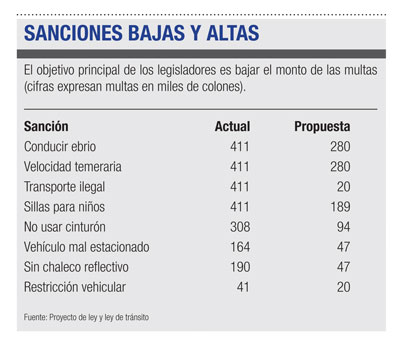 SANCIONES BAJAS Y ALTAS
El objetivo principal de los legisladores es bajar el monto de las multas
(cifras expresan multas en miles de colones).
Sanción Actual Propuesta
Conducir ebrio 411 280
Velocidad temeraria 411 280
Transporte ilegal 411 20
Sillas para niños 411 189
No usar cinturón 308 94
Vehículo mal estacionado 164 47
Sin chaleco reflectivo 190 47
Restricción vehicular 41 20
Fuente: Proyecto de ley y ley de tránsito